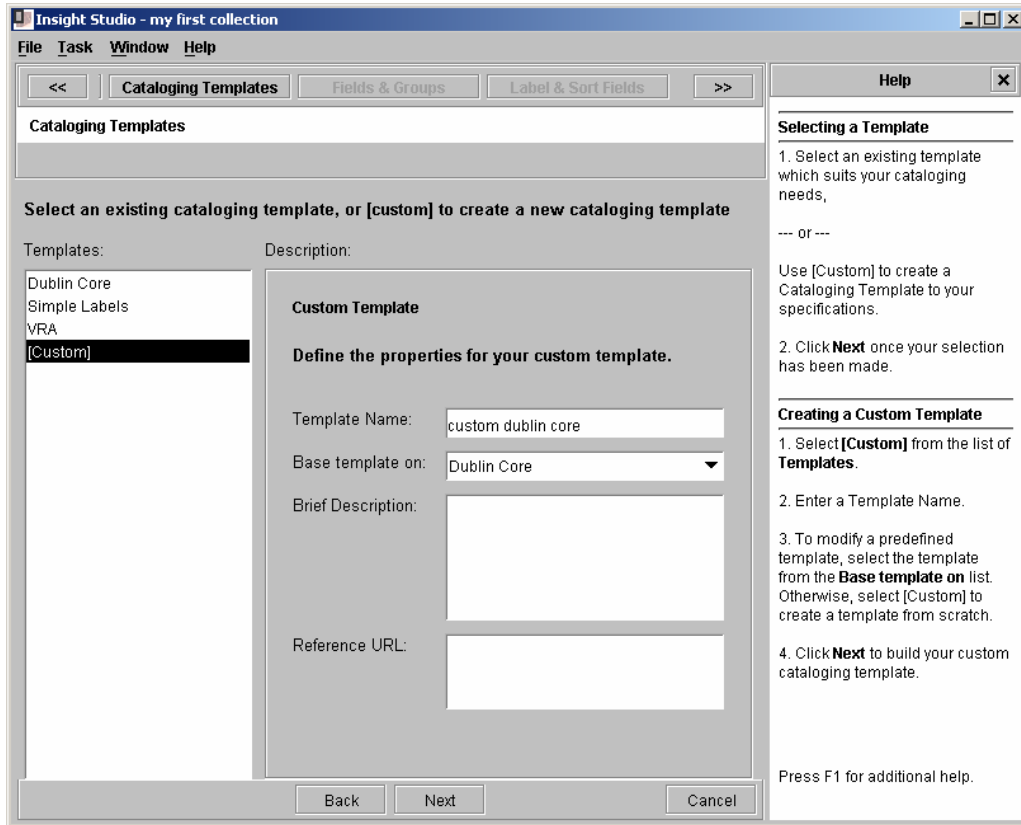 Insight Studio - my first collection
File Task Window Help
<< Cataloging Templates Fields & Groups Label & Sort Fields >>
Cataloging Templates
Select an existing cataloging template, or [custom] to create a new cataloging template
Templates:
Dublin Core
Simple Labels
VRA
[Custom]
Description:
Custom Template
Define the properties for your custom template.
Template Name: custom dublin core
Base template on: Dublin Core
Brief Description:
Reference URL:
Back Next Cancel
Help
Selecting a Template
1. Select an existing template
which suits your cataloging
needs,
--- or ---
Use [Custom] to create a
Cataloging Template to your
specifications.
2. Click Next once your selection
has been made.
Creating a Custom Template
1. Select [Custom] from the list of
Templates.
2. Enter a Template Name.
3. To modify a predefined
template, select the template
from the Base template on list.
Otherwise, select [Custom] to
create a template from scratch.
4. Click Next to build your custom
cataloging template.
Press F1 for additional help.